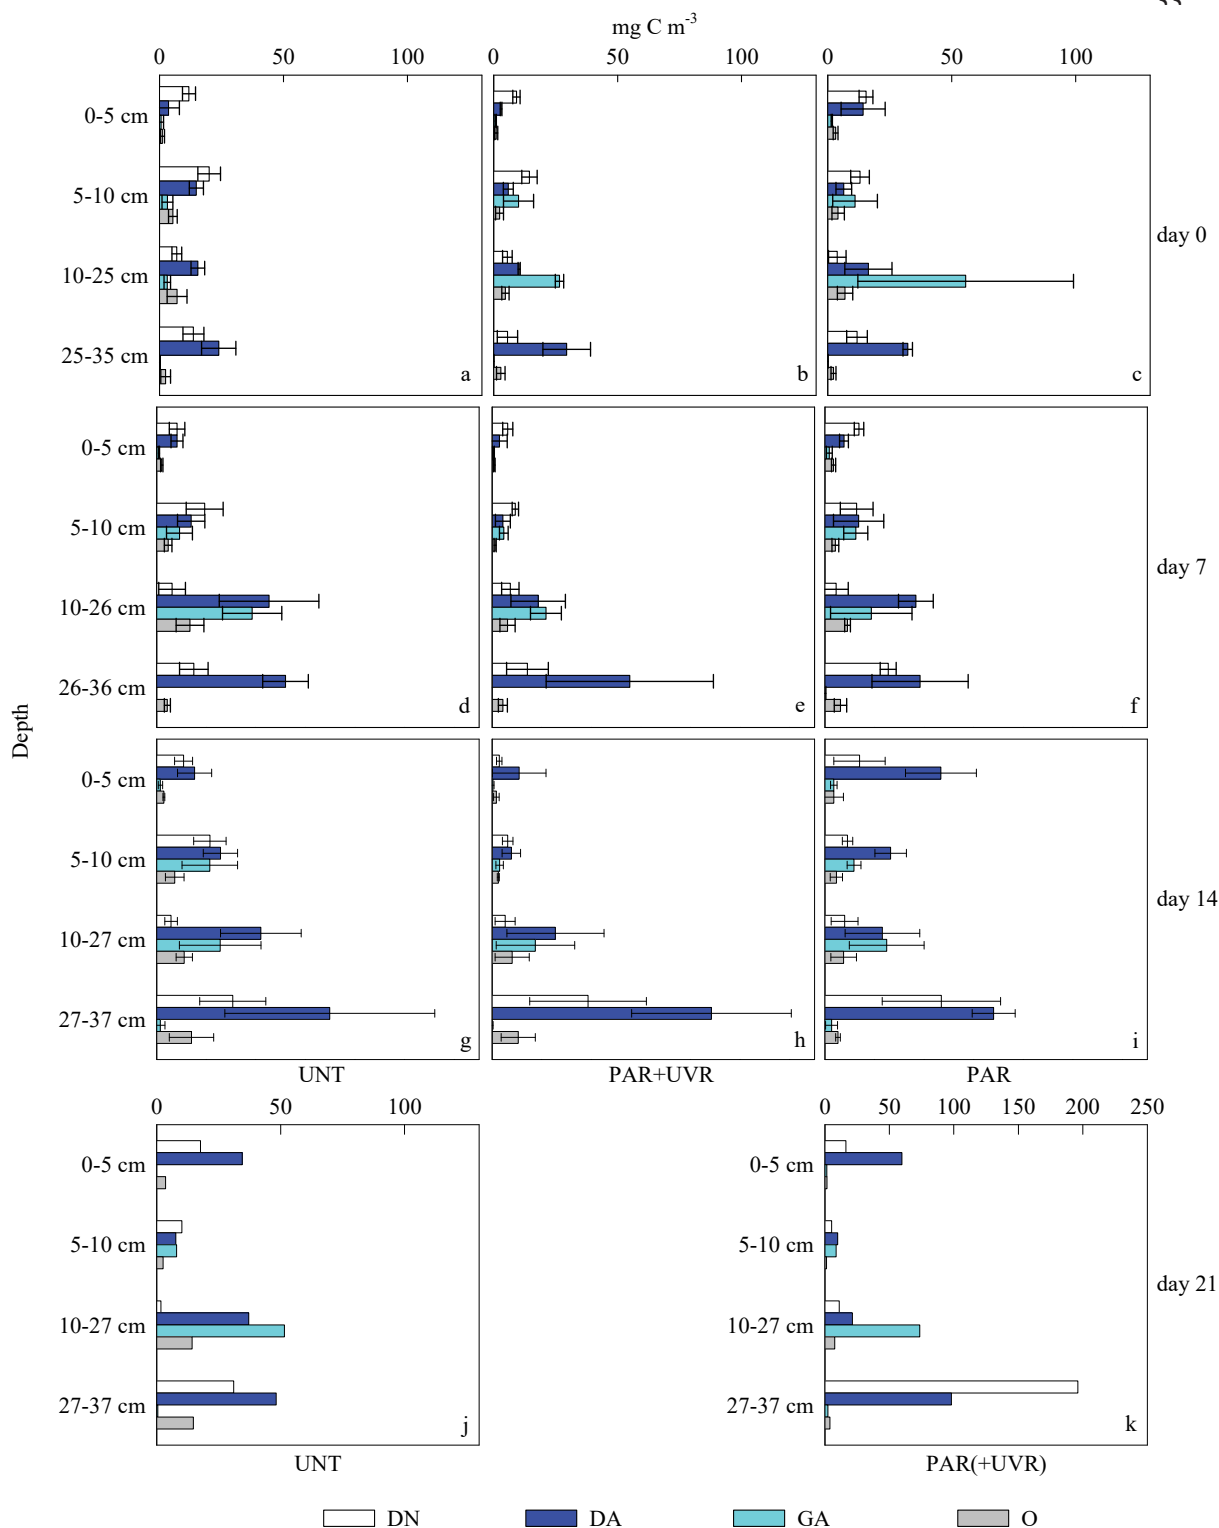 mg C m-3
0 50 100 0 50 100 0 50 100
0-5 cm
5-10 cm
10-25 cm
25-35 cm
a b c
day 0
0-5 cm
5-10 cm
10-26 cm
26-36 cm
d e f
day 7
Depth
0-5 cm
5-10 cm
10-27 cm
27-37 cm
g h i
day 14
UNT PAR+UVR PAR
0 50 100 0 50 100 150 200 250
0-5 cm 0-5 cm
5-10 cm 5-10 cm
day 21
10-27 cm 10-27 cm
27-37 cm 27-37 cm
j k
UNT PAR(+UVR)
DN DA GA O